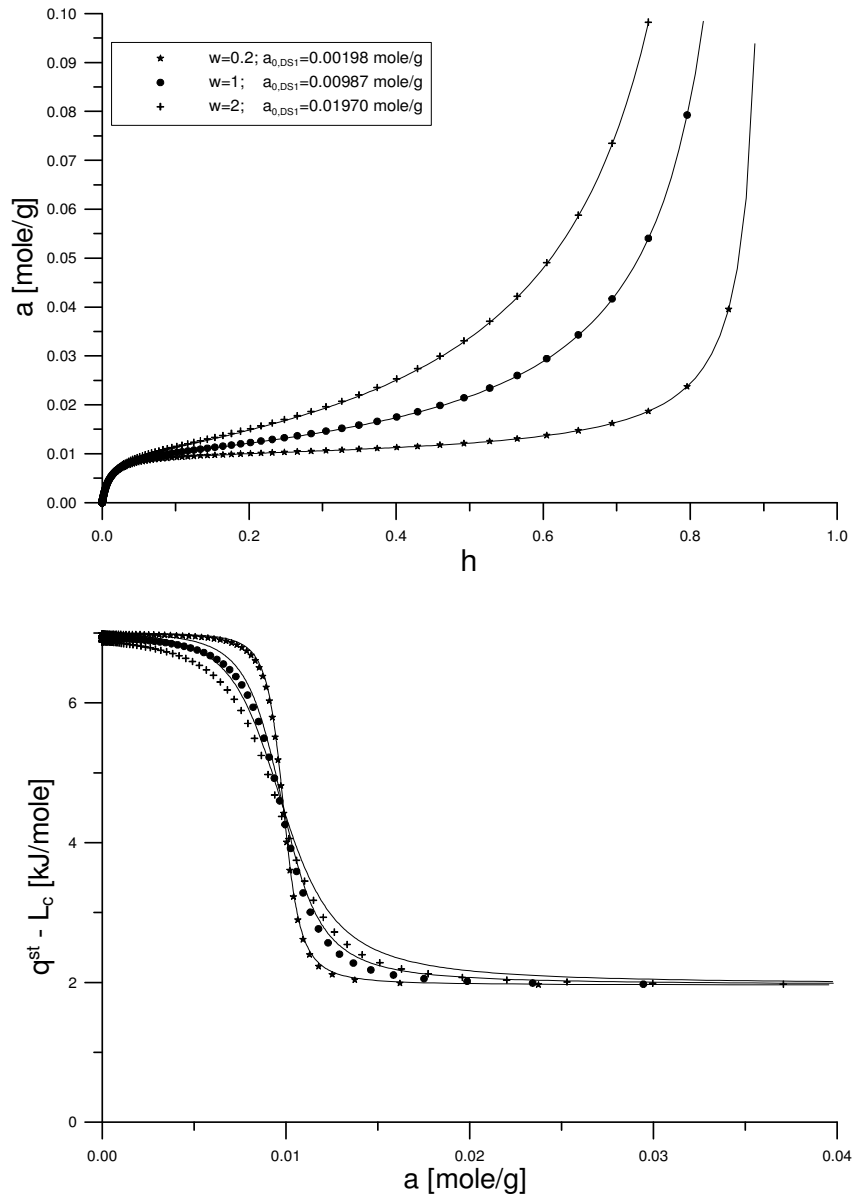 0.10
0.09
0.08
0.07
0.06
0.05
0.04
0.03
0.02
0.01
0.00
a [mole/g]
w=0.2; a0,DS1=0.00198 mole/g
w=1; a0,DS1=0.00987 mole/g
w=2; a0,DS1=0.01970 mole/g
0.0 0.2 0.4 0.6 0.8 1.0
h
6
4
2
0
q^st - Lc [kJ/mole]
0.00 0.01 0.02 0.03 0.04
a [mole/g]